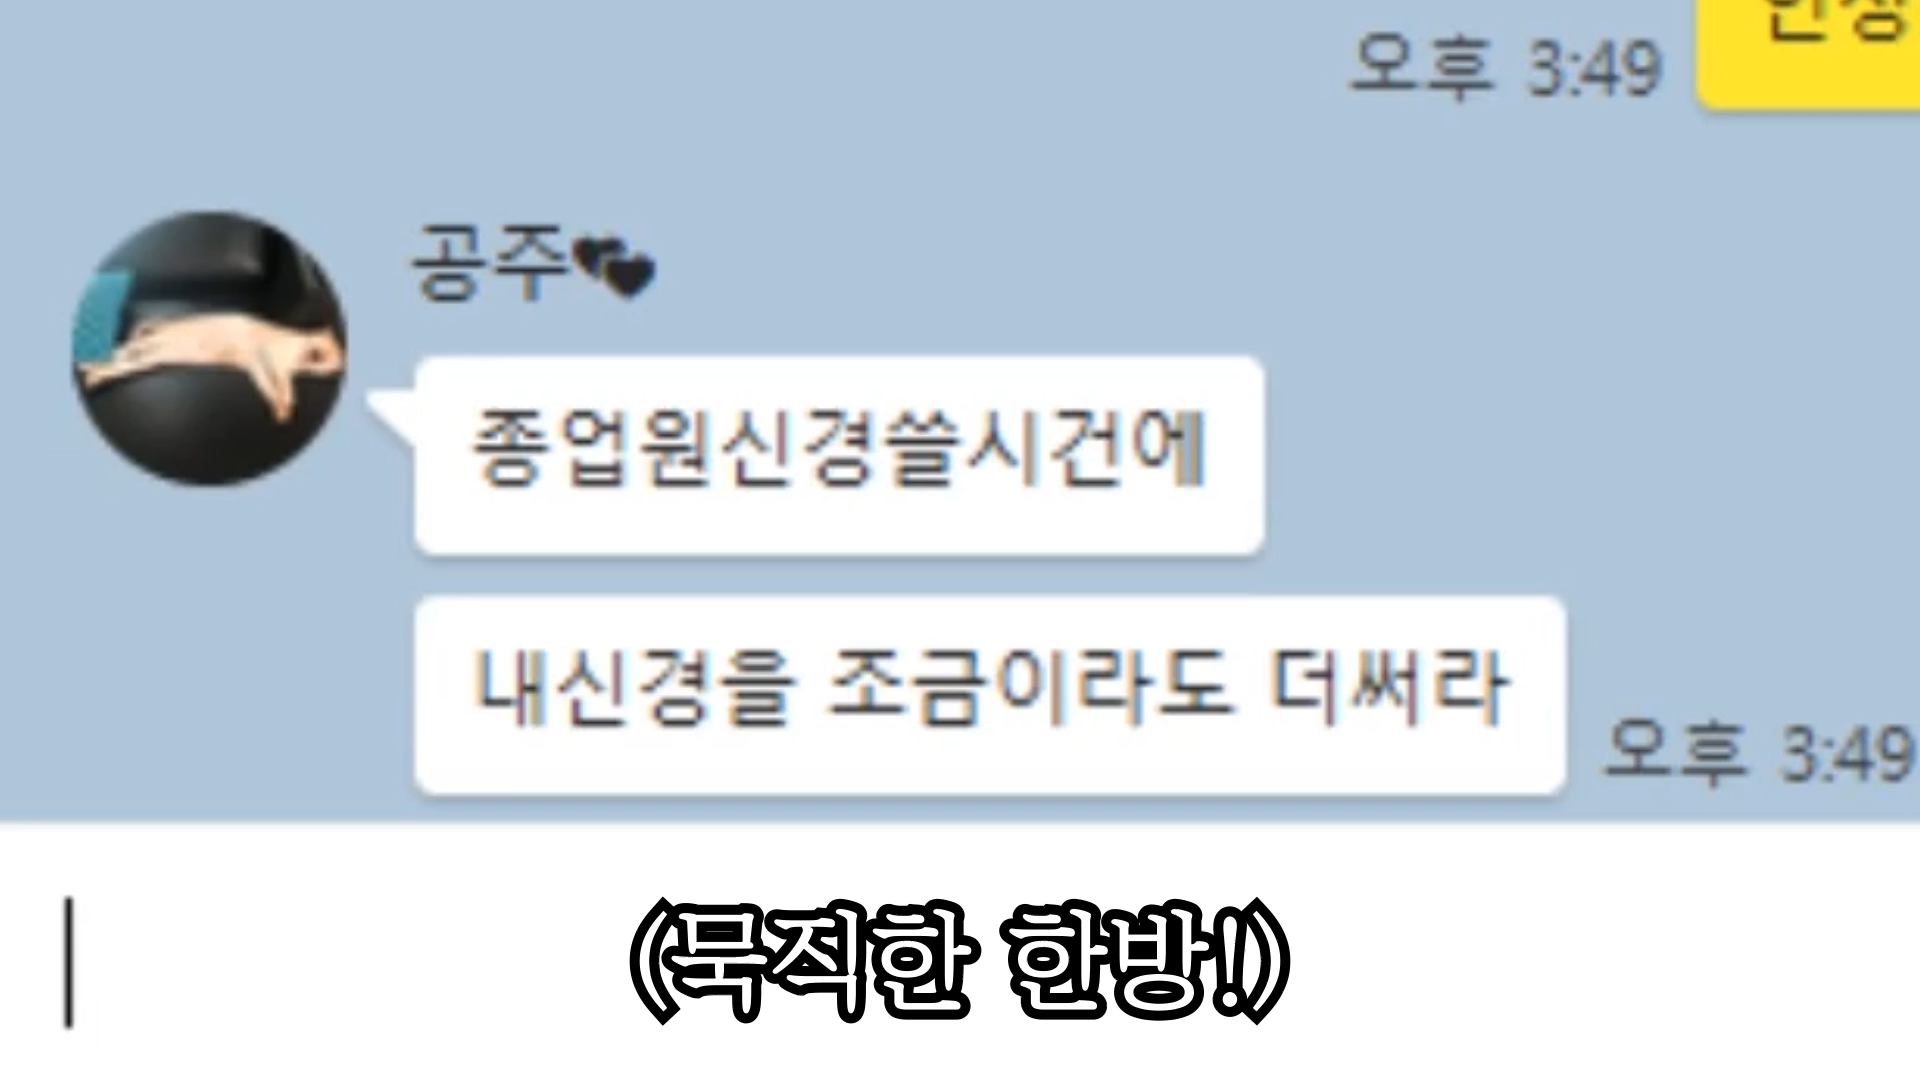 오후 3:49
공주💕
종업원신경쓸시건에
내신경을 조금이라도 더써라
오후 3:49
(묵직한 한방!)